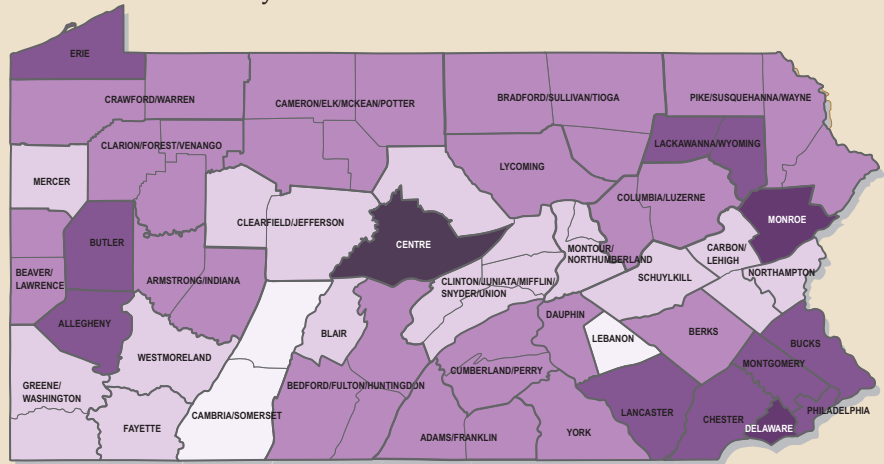 ERIE
CRAWFORD/WARREN
CAMERON/ELK/MCKEAN/POTTER
BRADFORD/SULLIVAN/TIOGA
PIKE/SUSQUEHANNA/WAYNE
CLARION/FOREST/VENANGO
LACKAWANNA/WYOMING
LYCOMING
MERCER
COLUMBIA/LUZERNE
CLEARFIELD/JEFFERSON
MONROE
BUTLER
CENTRE
MONTOUR/
NORTHUMBERLAND
CARBON/
LEHIGH
BEAVER/
LAWRENCE
ARMSTRONG/INDIANA
CLINTON/JUNIATA/MIFFLIN/
SNYDER/UNION
SCHUYLKILL
NORTHAMPTON
ALLEGHENY
DAUPHIN
BLAIR
LEBANON
BERKS
BUCKS
WESTMORELAND
MONTGOMERY
GREENE/
WASHINGTON
CUMBERLAND/PERRY
BEDFORD/FULTON/HUNTINGDON
CAMBRIA/SOMERSET
LANCASTER
CHESTER
PHILADELPHIA
FAYETTE
DELAWARE
ADAMS/FRANKLIN
YORK